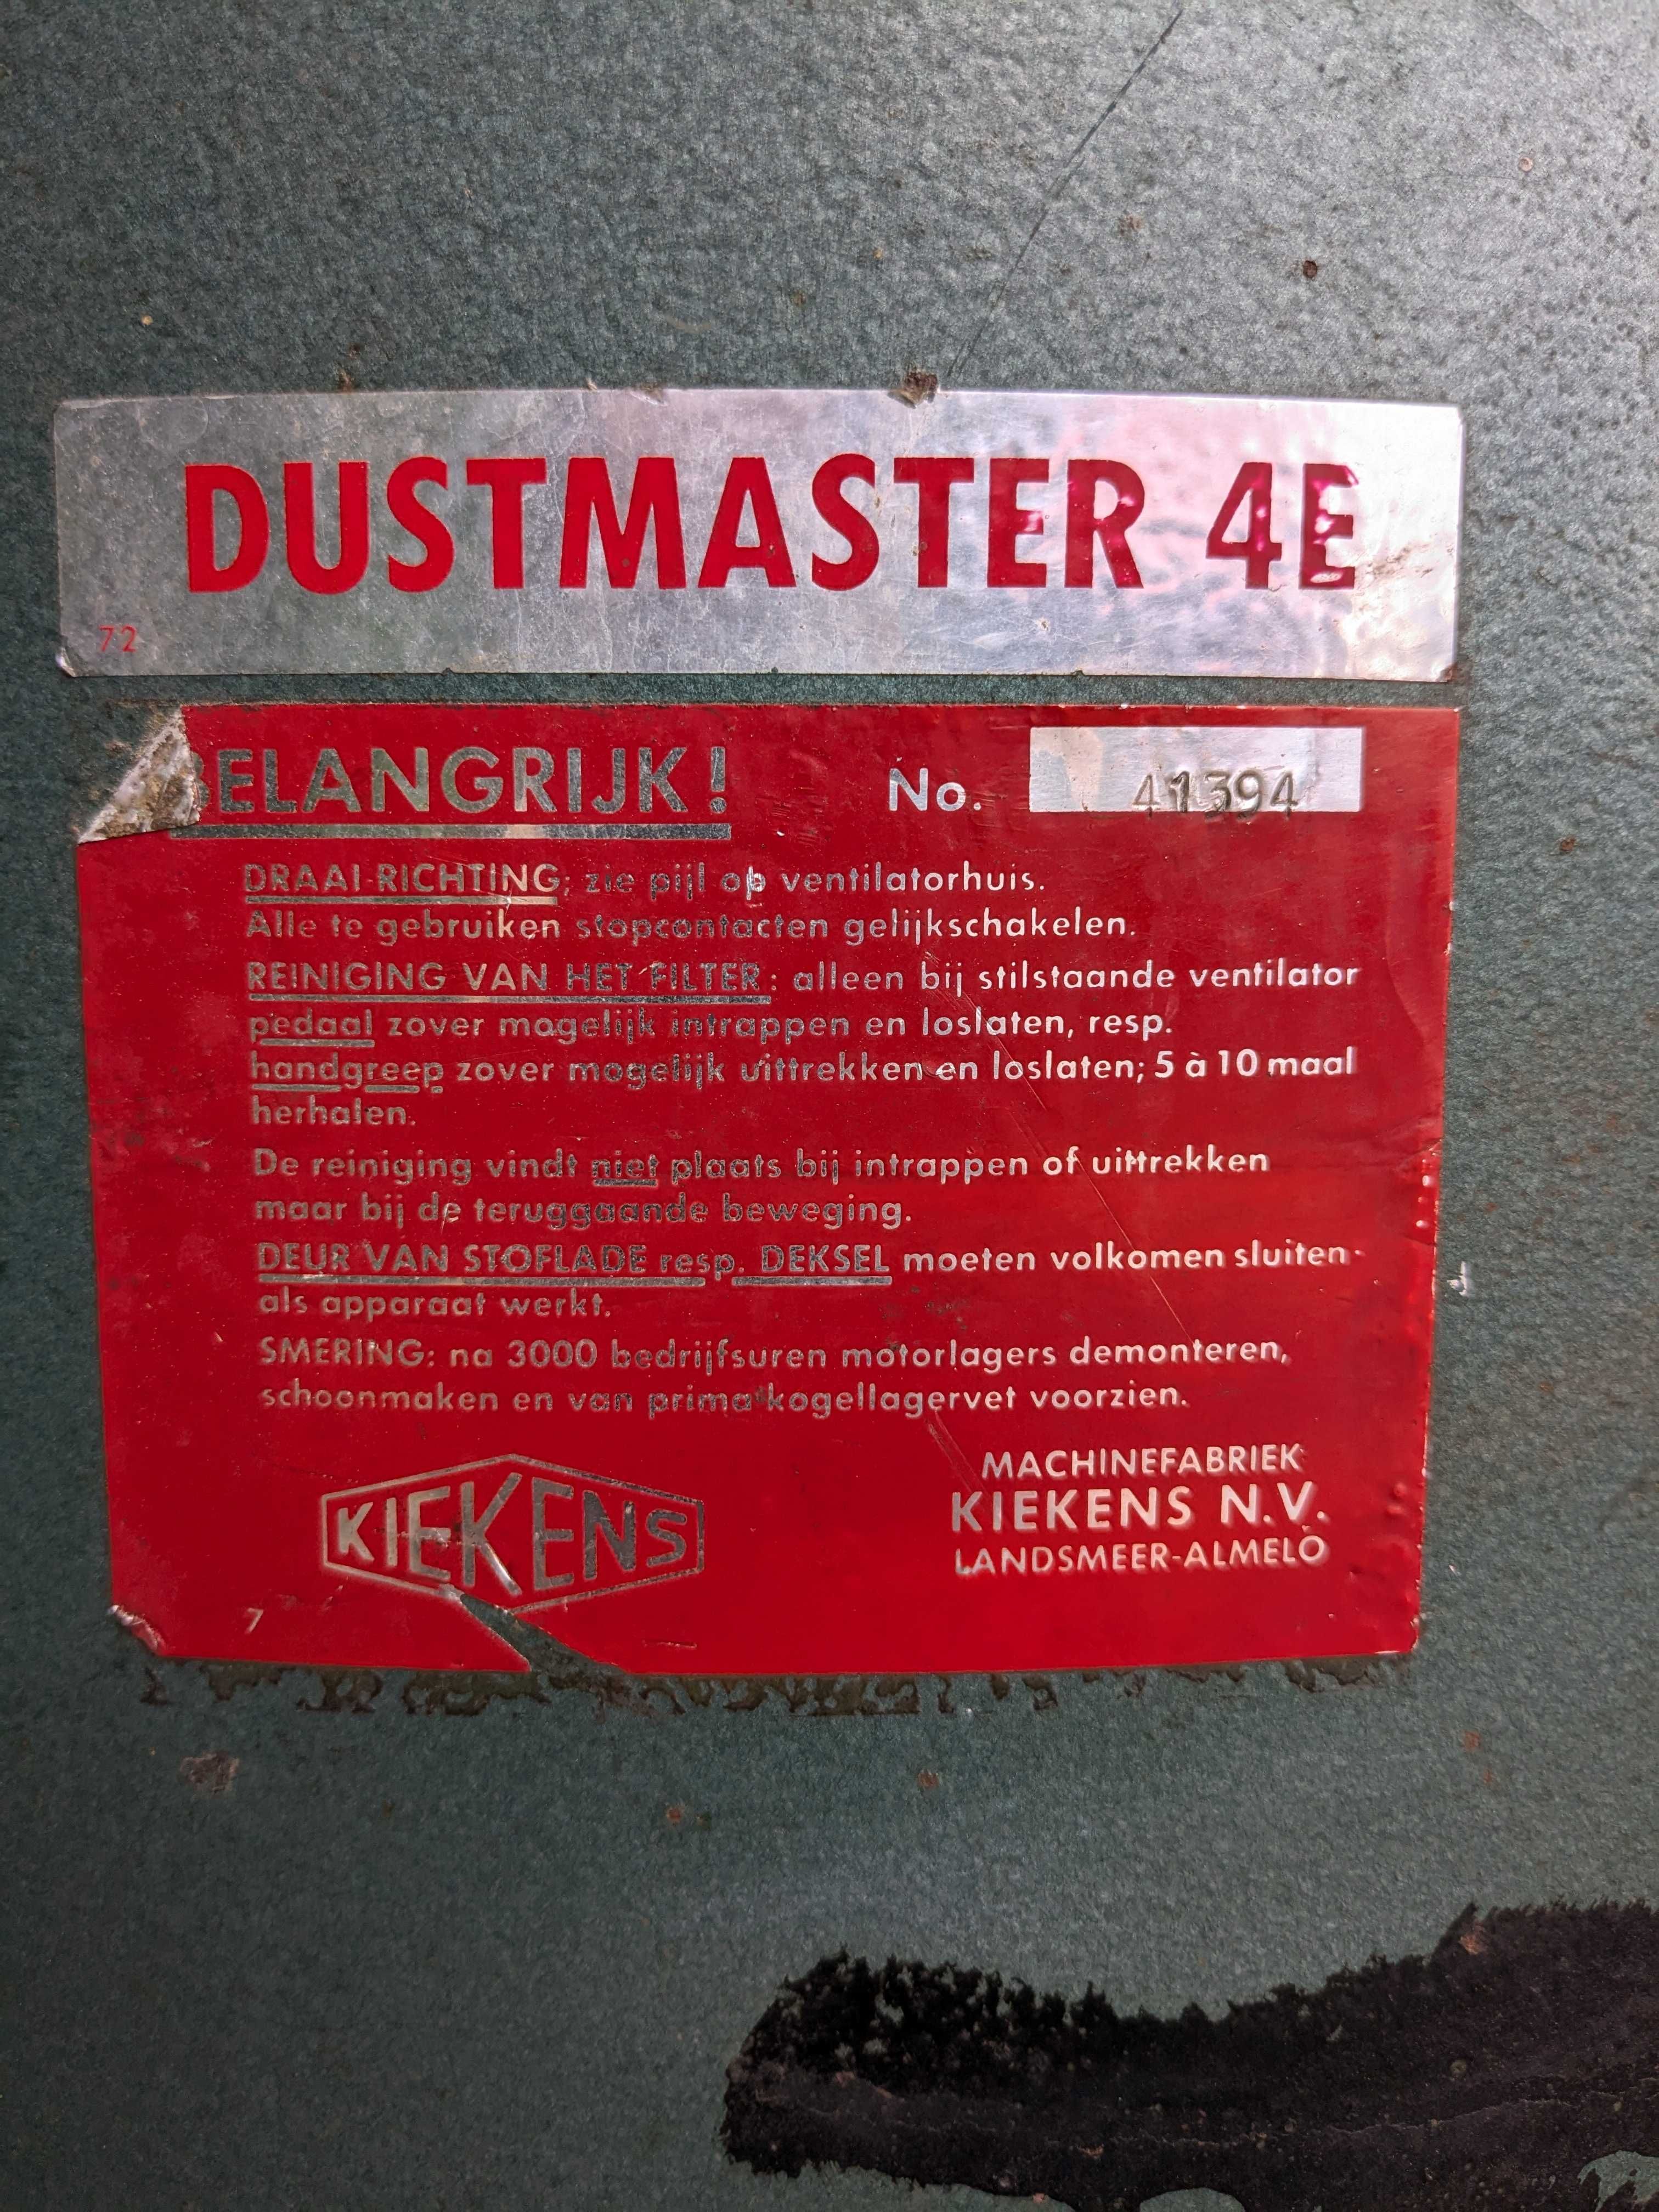 DUSTMASTER 4E
72
BELANGRIJK!
No. 41394
DRAAI-RICHTING; zie pijl op ventilatorhuis.
Alle te gebruiken stopcontacten gelijkschakelen.
REINIGING VAN HET FILTER: alleen bij stilstaande ventilator
pedaal zover mogelijk intrappen en loslaten, resp.
handgreep zover mogelijk uittrekken en loslaten; 5 à 10 maal
herhalen.
De reiniging vindt niet plaats bij intrappen of uittrekken
maar bij de teruggaande beweging.
DEUR VAN STOFLADE resp. DEKSEL moeten volkomen sluiten
als apparaat werkt.
SMERING: na 3000 bedrijfsuren motorlagers demonteren,
schoonmaken en van prima kogellagervet voorzien.
KIEKENS
MACHINEFABRIEK
KIEKENS N.V.
LANDSMEER-ALMELO
7